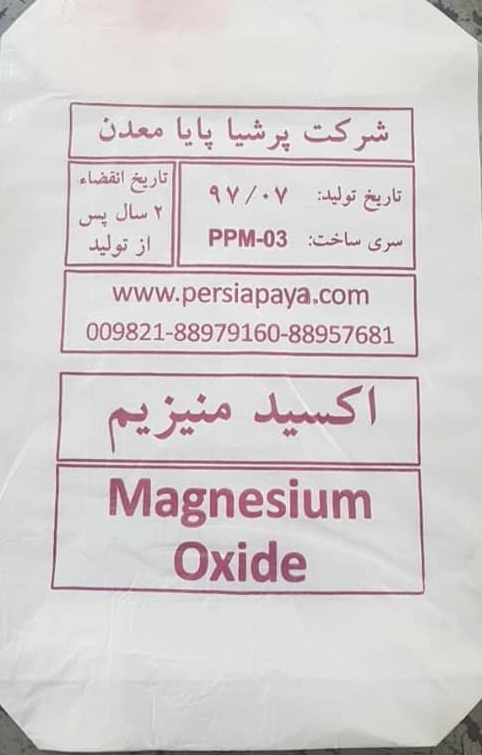 شرکت پرشیا پایا معدن
تاریخ تولید: ۹۷/۰۷
سری ساخت: PPM-03
تاریخ انقضاء
۲ سال پس
از تولید
www.persiapaya.com
009821-88979160-88957681
اکسید منیزیم
Magnesium
Oxide